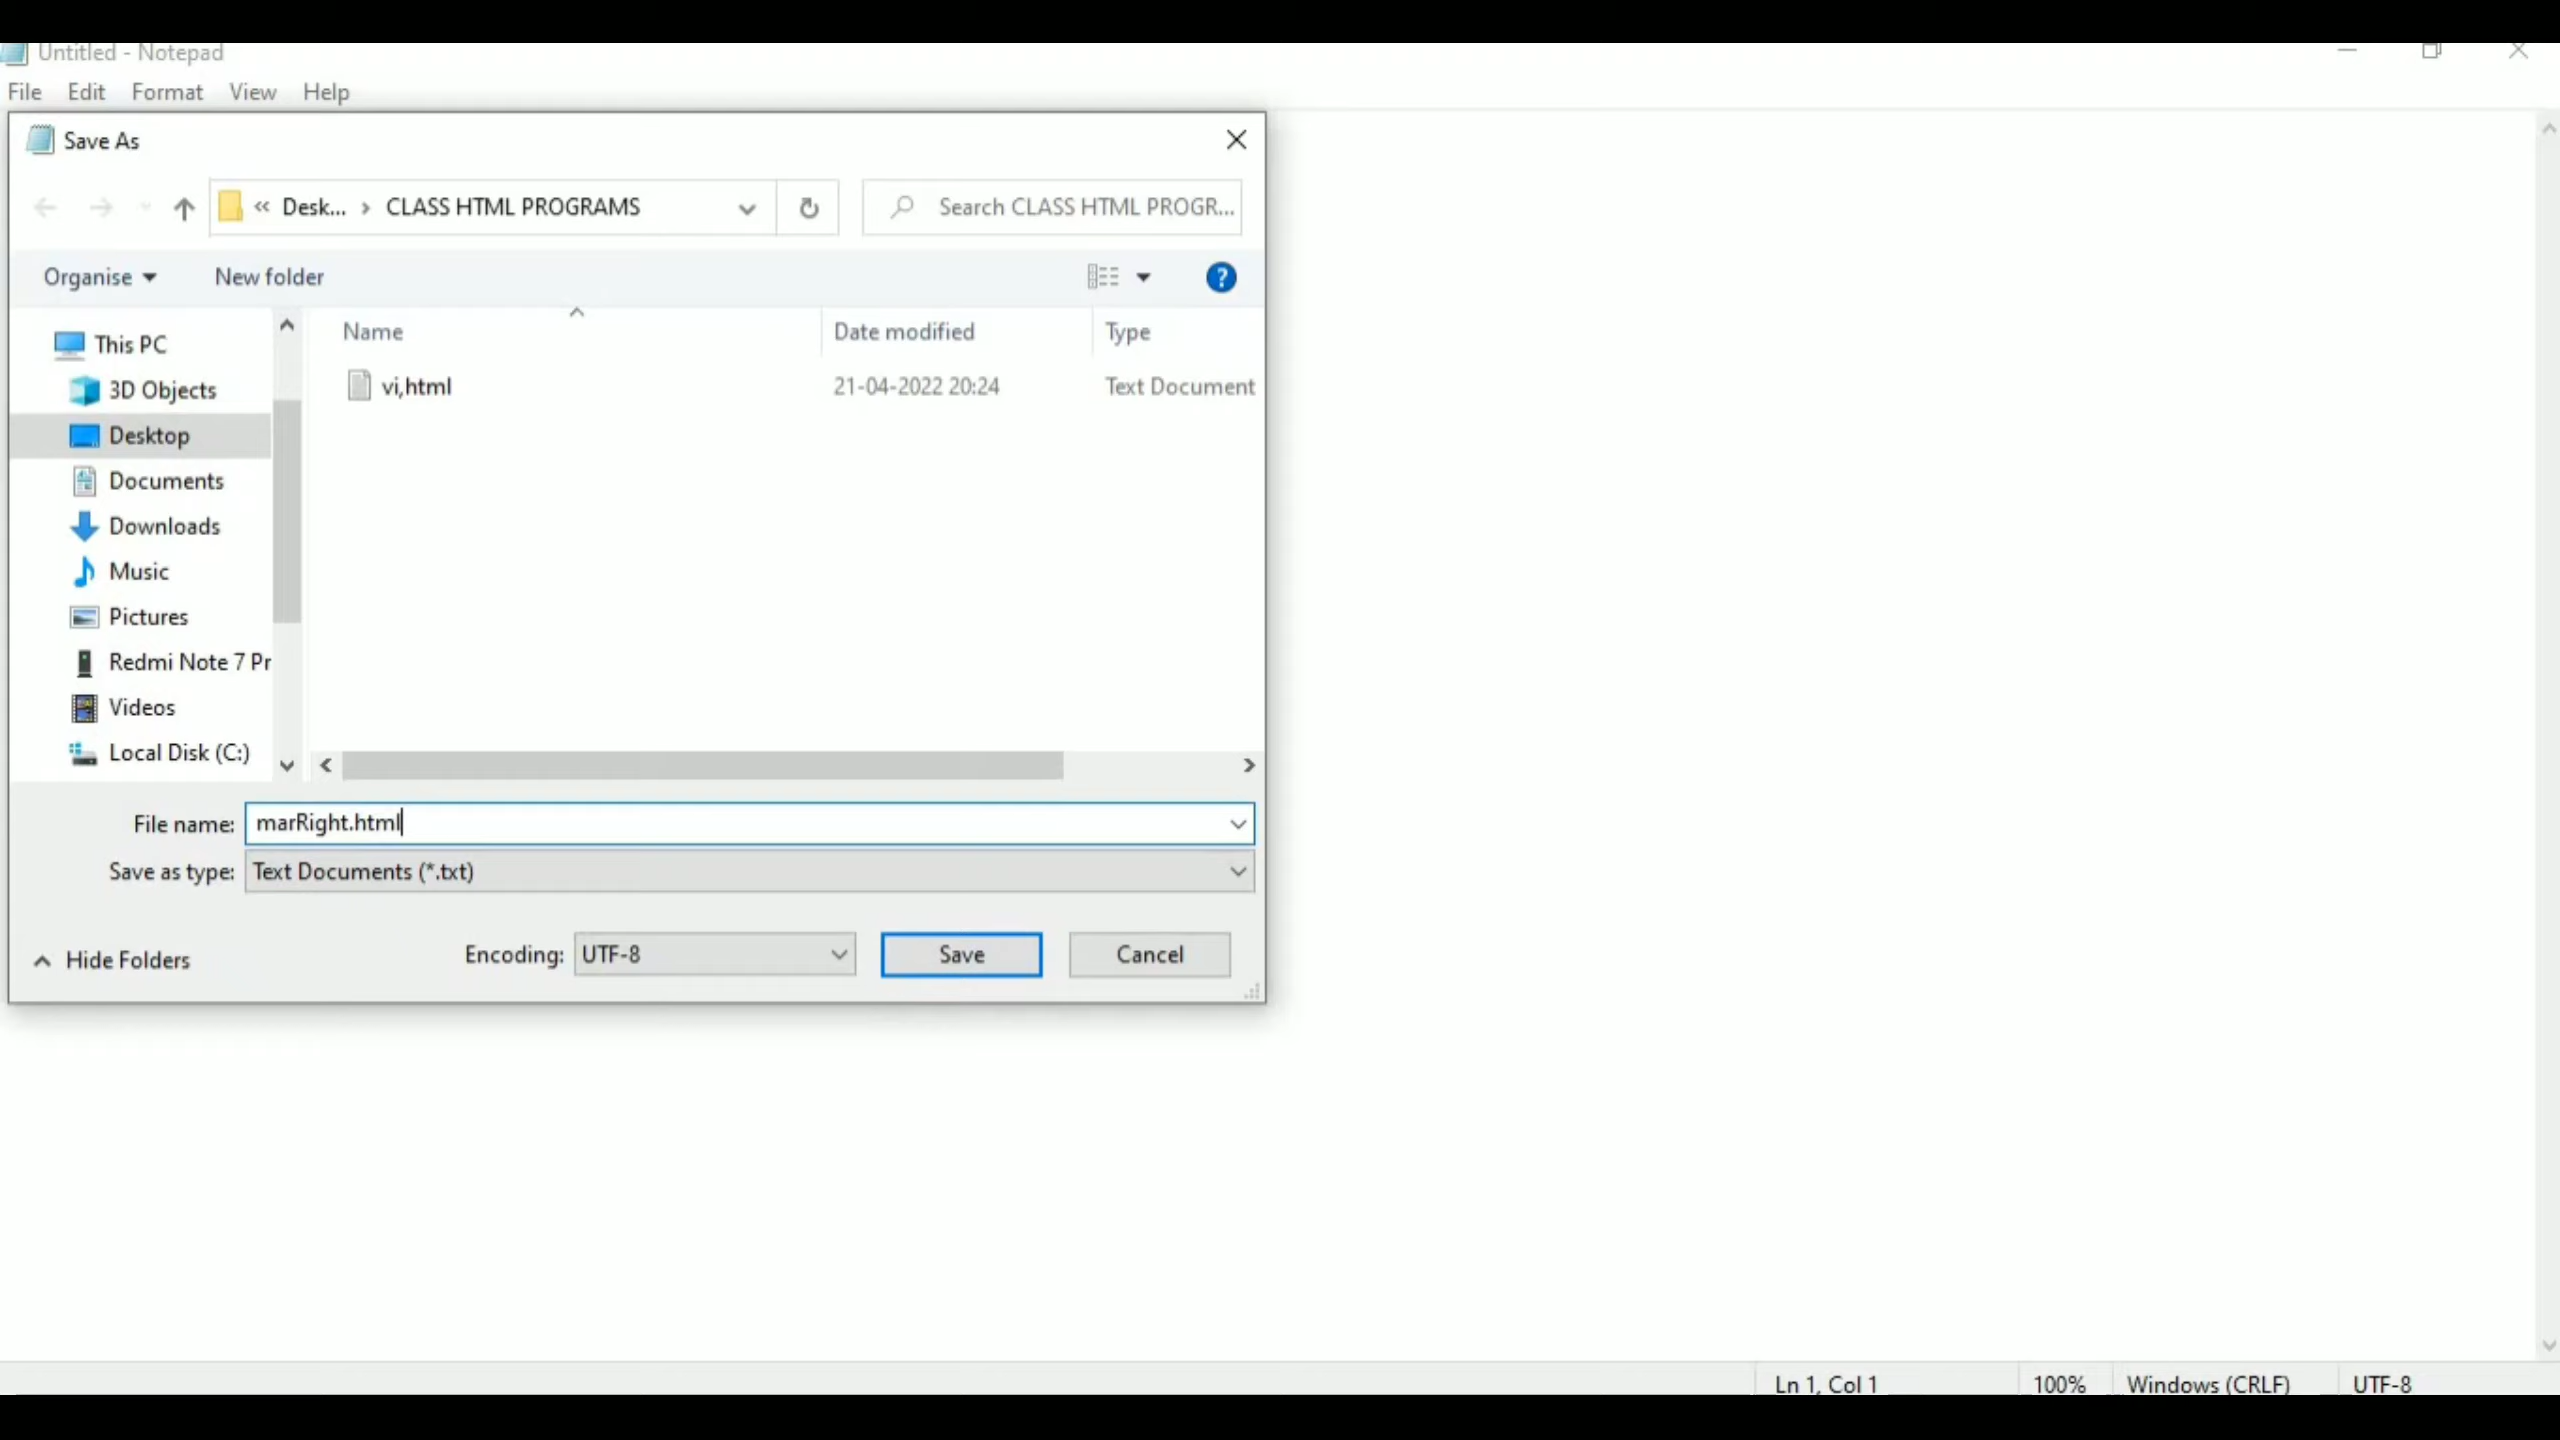 Untitled - Notepad
File Edit Format View Help
Save As
« Desk... › CLASS HTML PROGRAMS
Search CLASS HTML PROGR...
Organise New folder
?
Name Date modified Type
vi,html 21-04-2022 20:24 Text Document
This PC
3D Objects
Desktop
Documents
Downloads
Music
Pictures
Redmi Note 7 Pr
Videos
Local Disk (C:)
File name: marRight.html
Save as type: Text Documents (*.txt)
Hide Folders Encoding: UTF-8 Save Cancel
Ln 1, Col 1 100% Windows (CRLF) UTF-8